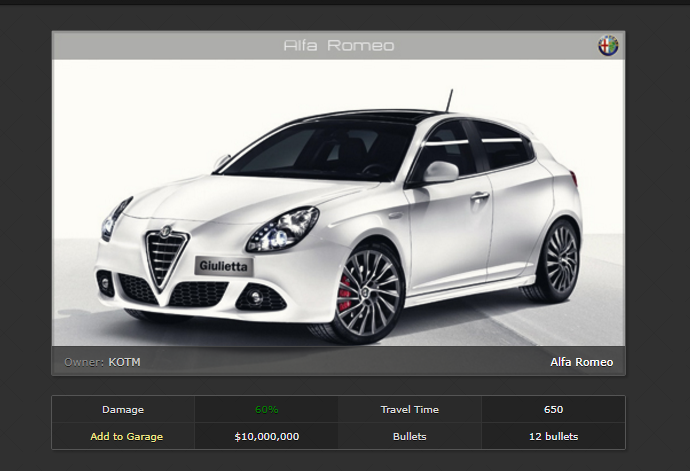 Alfa Romeo
Giulietta
Owner: KOTM
Alfa Romeo
Damage 60% Travel Time 650
Add to Garage $10,000,000 Bullets 12 bullets